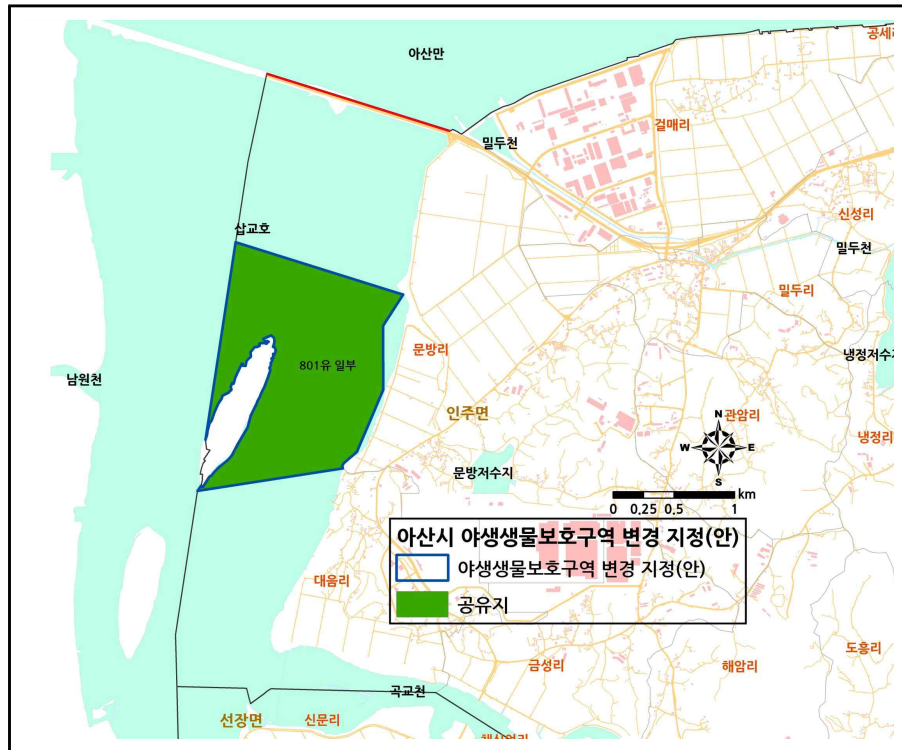 공세리
아산만
걸매리
밀두천
신성리
삽교호
밀두천
밀두리
문방리
냉정저수지
801유 일부
남원천
인주면
관암리
N
W
E
S
냉정리
문방저수지
km
0 0.25 0.5 1
아산시 야생생물보호구역 변경 지정(안)
야생생물보호구역 변경 지정(안)
공유지
대음리
도흥리
금성리
해암리
곡교천
선장면
신문리